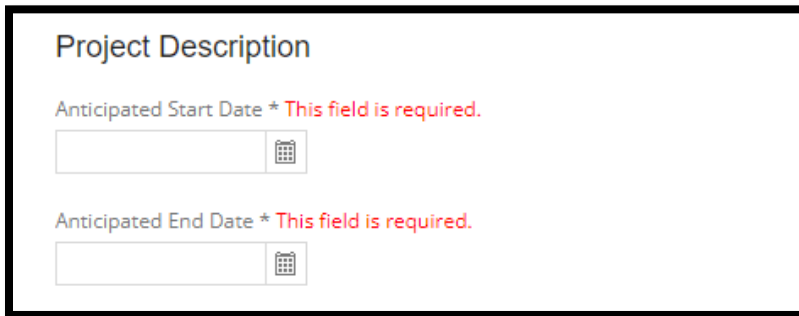 Project Description
Anticipated Start Date * This field is required.
Anticipated End Date * This field is required.